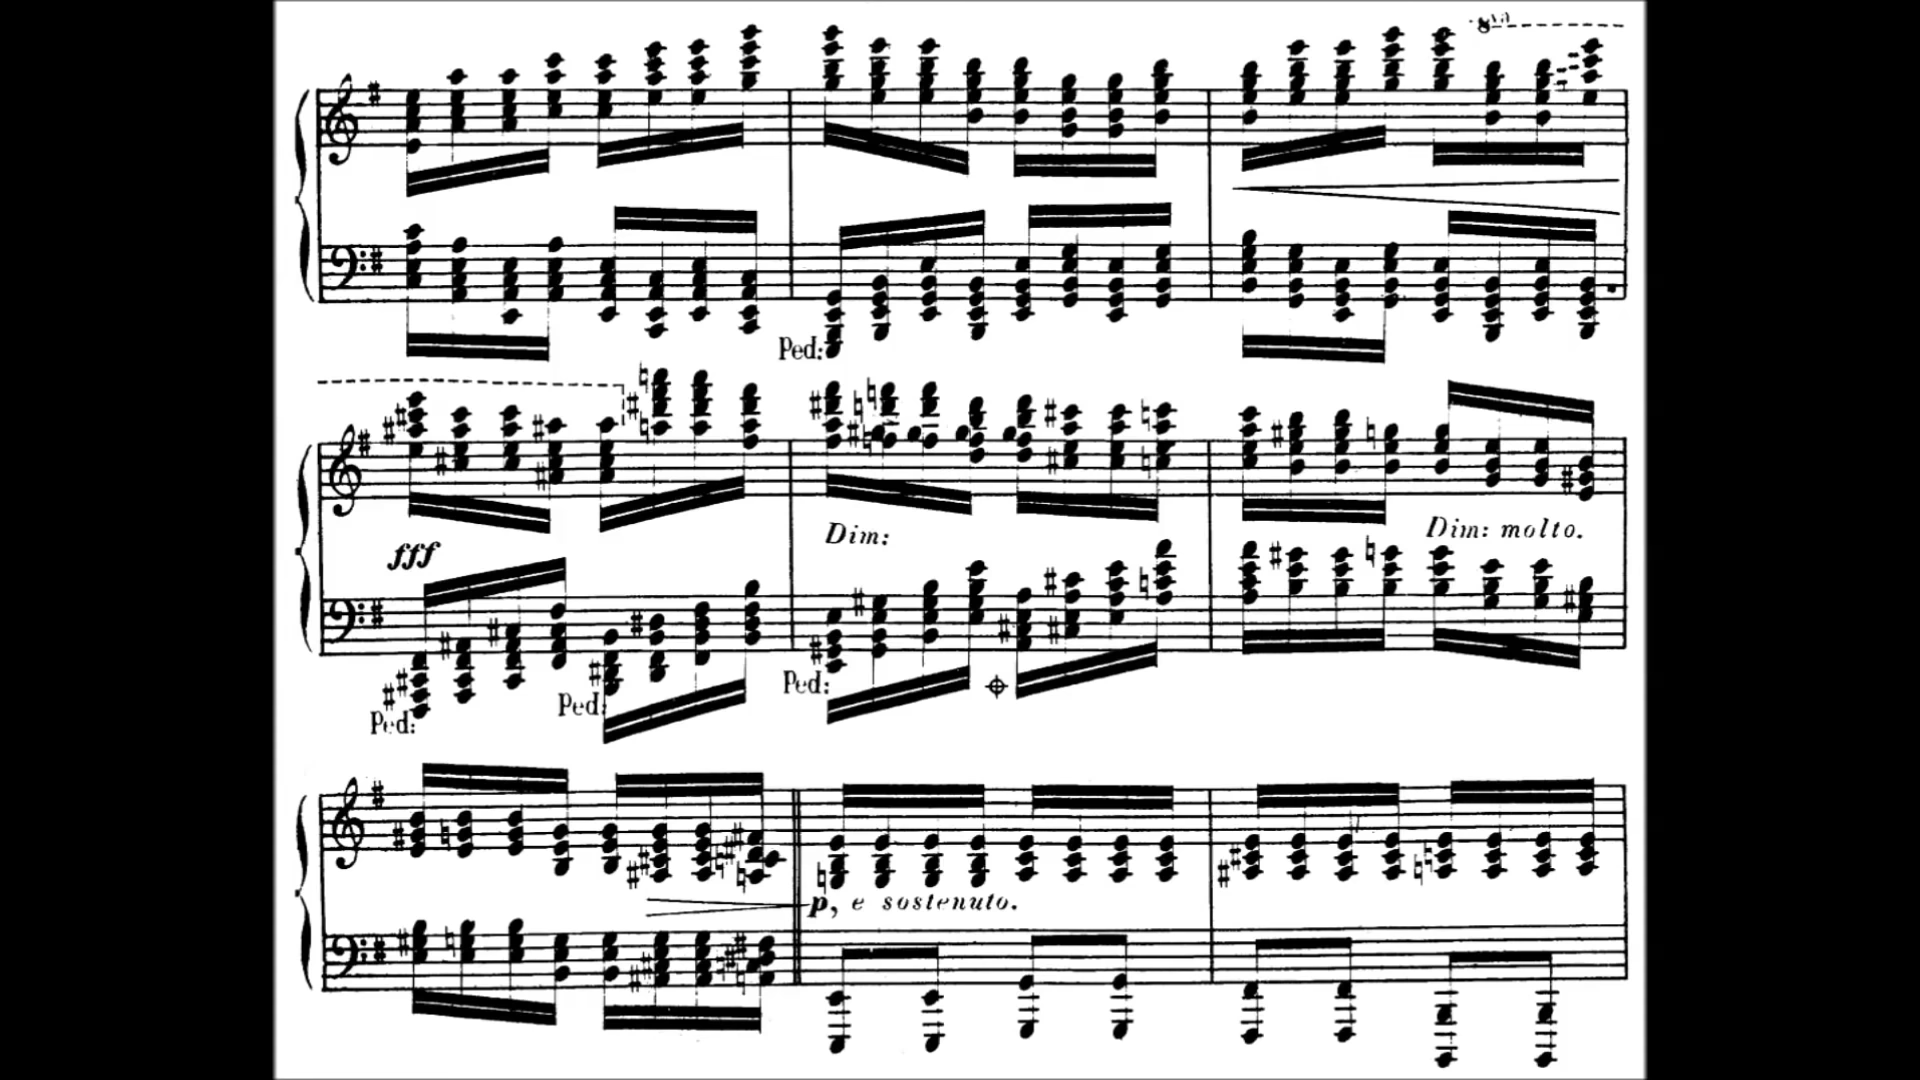 8va
Ped:
fff
Dim:
Dim: molto.
Ped:
Ped:
Ped:
p, e sostenuto.